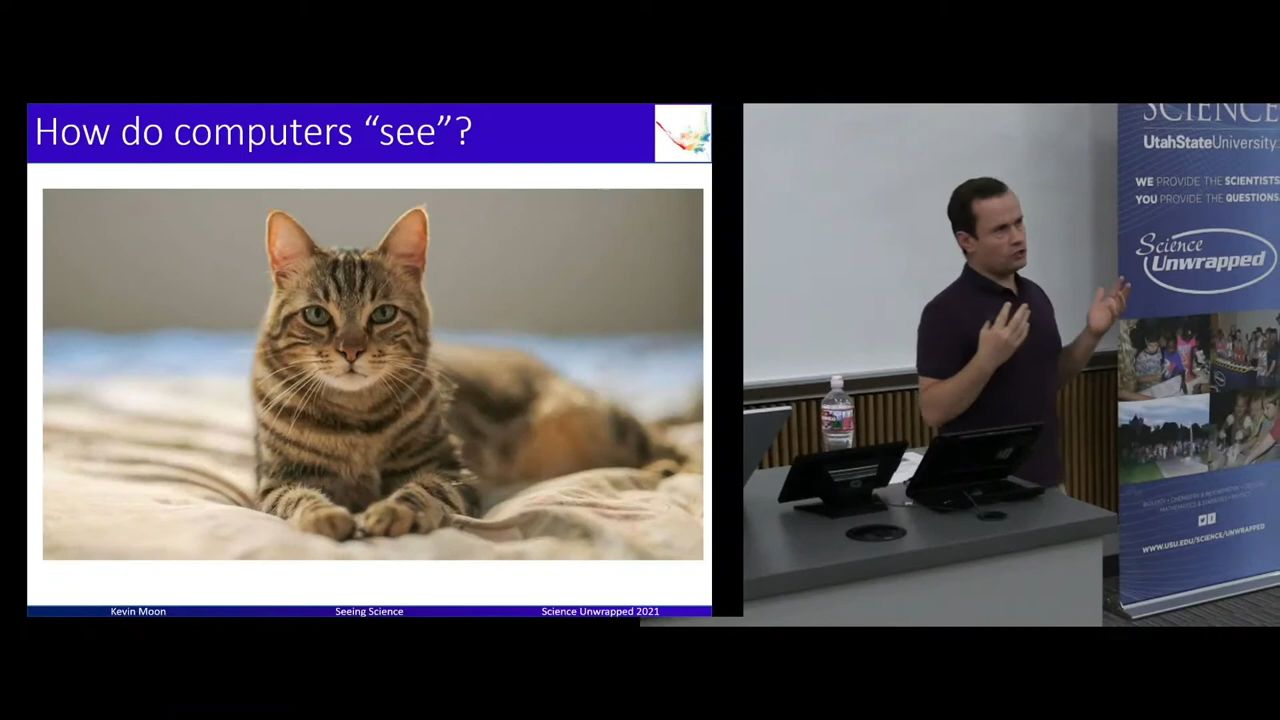 How do computers “see”?
Kevin Moon
Seeing Science
Science Unwrapped 2021
SCIENCE
UtahStateUniversity
WE PROVIDE THE SCIENTISTS
YOU PROVIDE THE QUESTIONS.
Science
Unwrapped
WWW.USU.EDU/SCIENCE/UNWRAPPED